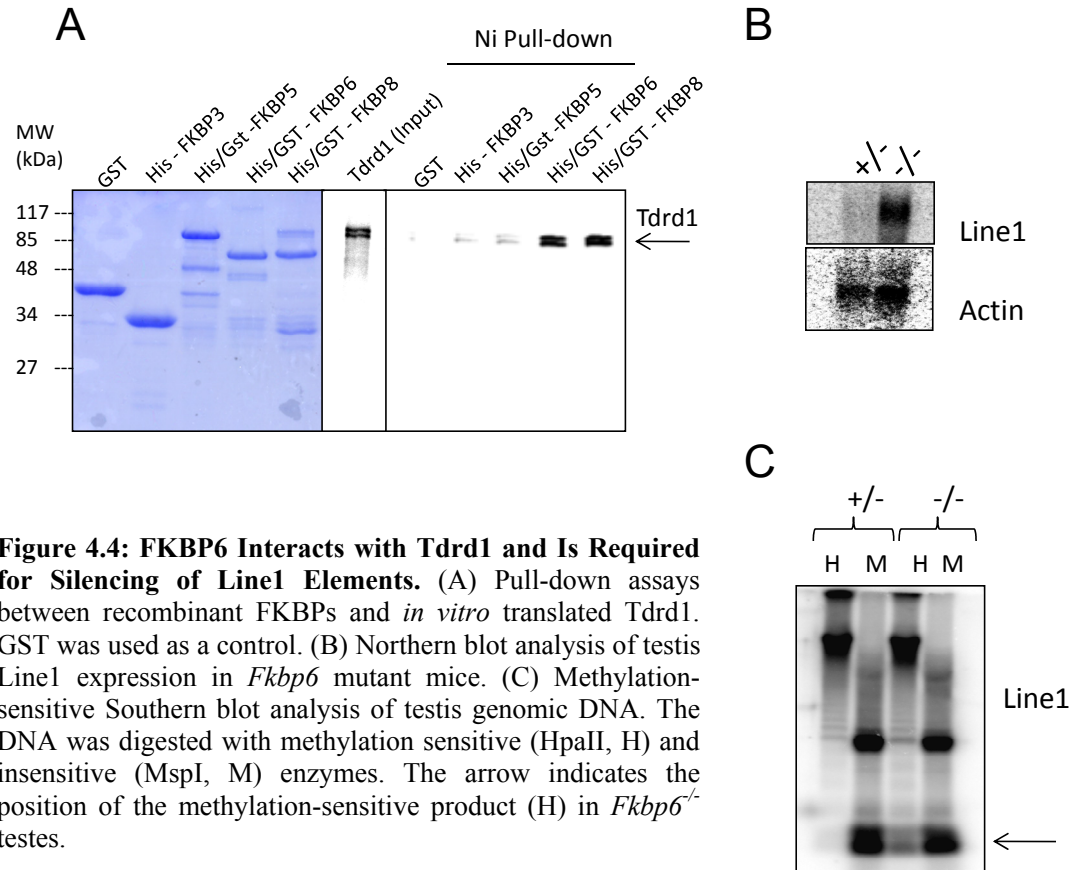 A
Ni Pull-down
MW
(kDa)
GST
His - FKBP3
His/Gst -FKBP5
His/GST - FKBP6
His/GST - FKBP8
Tdrd1 (Input)
GST
His - FKBP3
His/Gst - FKBP5
His/GST - FKBP6
His/GST - FKBP8
117 ---
85 ---
48 ---
34 ---
27 ---
Tdrd1
B
+/-
-/-
Line1
Actin
C
+/- -/-
H M H M
Line1
Figure 4.4: FKBP6 Interacts with Tdrd1 and Is Required
for Silencing of Line1 Elements. (A) Pull-down assays
between recombinant FKBPs and in vitro translated Tdrd1.
GST was used as a control. (B) Northern blot analysis of testis
Line1 expression in Fkbp6 mutant mice. (C) Methylation-
sensitive Southern blot analysis of testis genomic DNA. The
DNA was digested with methylation sensitive (HpaII, H) and
insensitive (MspI, M) enzymes. The arrow indicates the
position of the methylation-sensitive product (H) in Fkbp6-/-
testes.